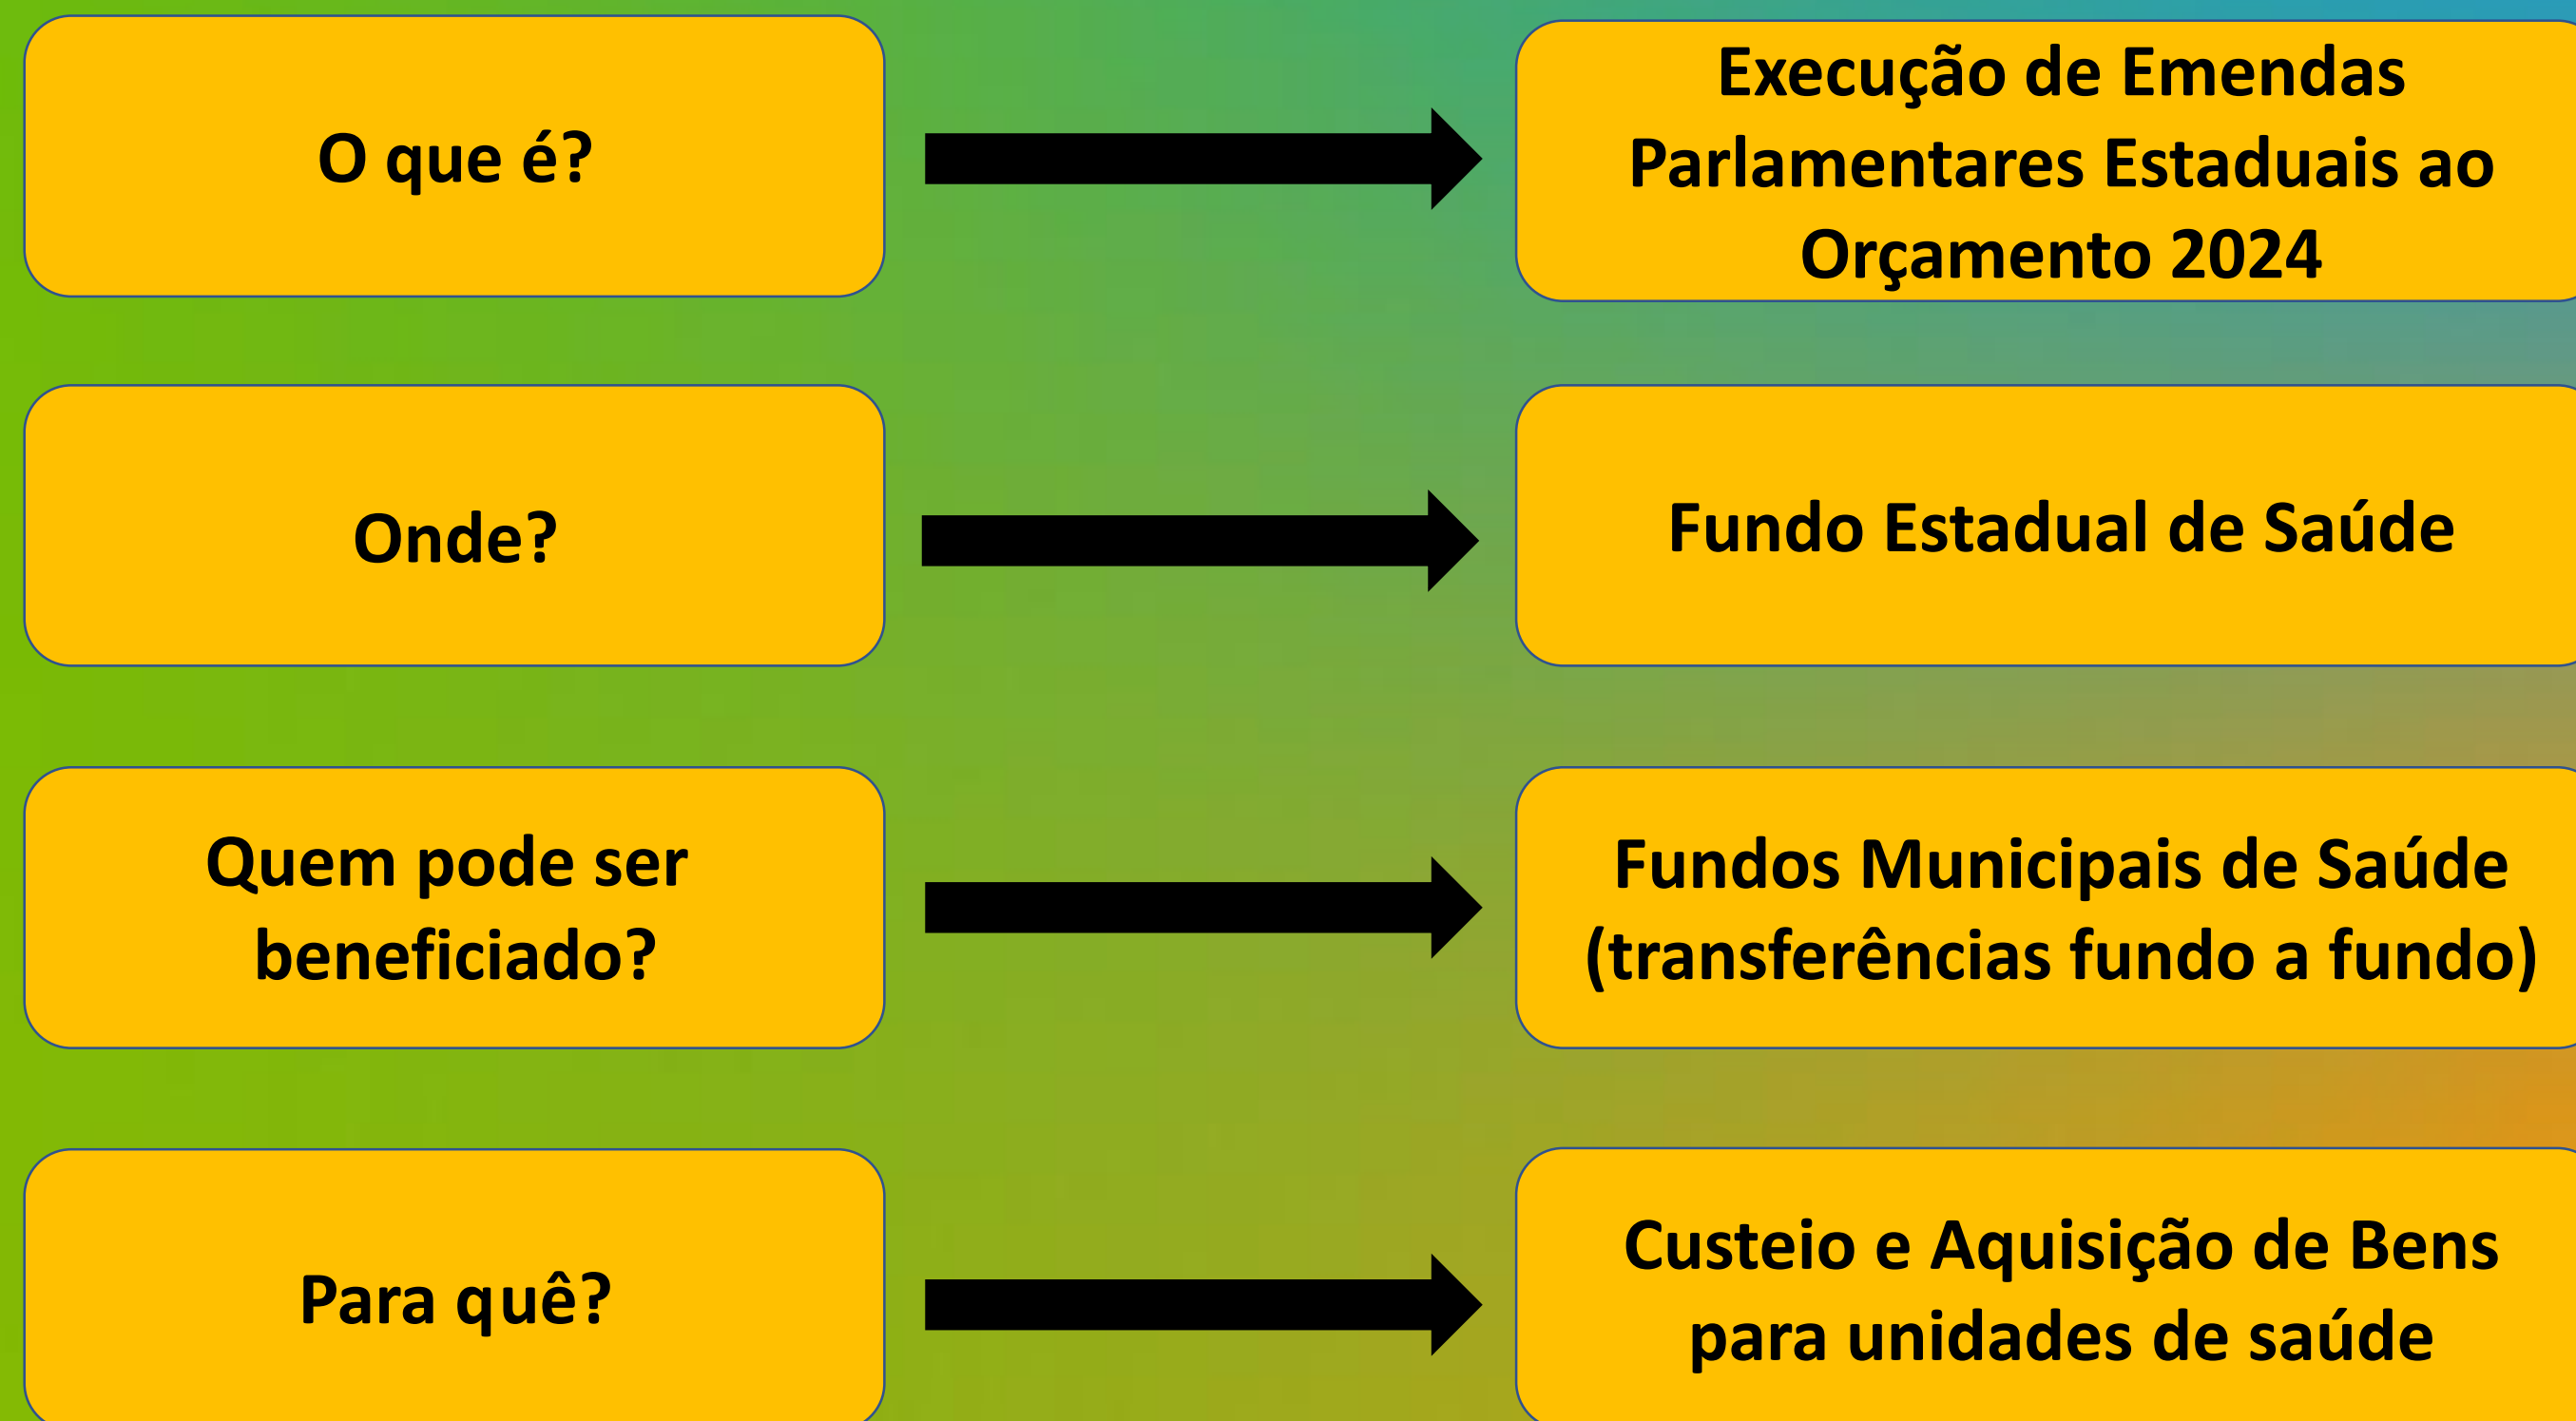 O que é?
Execução de Emendas
Parlamentares Estaduais ao
Orçamento 2024
Onde?
Fundo Estadual de Saúde
Quem pode ser
beneficiado?
Fundos Municipais de Saúde
(transferências fundo a fundo)
Para quê?
Custeio e Aquisição de Bens
para unidades de saúde